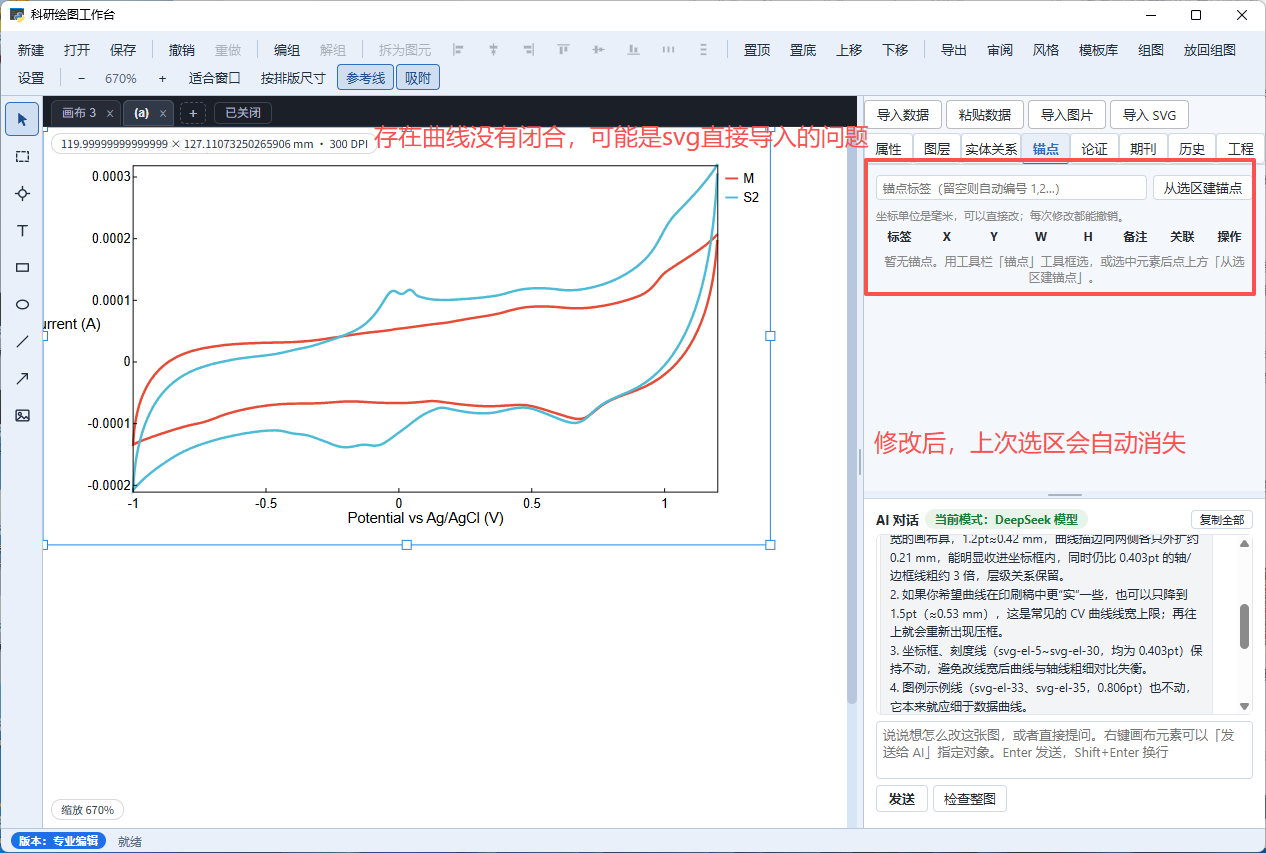 科研绘图工作台
新建 打开 保存 撤销 重做 编组 解组 拆为图元 置顶 置底 上移 下移 导出 审阅 风格 模板库 组图 放回组图
设置 − 670% + 适合窗口 按排版尺寸 参考线 吸附
画布 3 x (a) x + 已关闭
存在曲线没有闭合，可能是svg直接导入的问题
119.99999999999999 × 127.11073250265906 mm · 300 DPI
0.0003
0.0002
0.0001
0
-0.0001
-0.0002
urrent (A)
M
S2
-1 -0.5 0 0.5 1
Potential vs Ag/AgCl (V)
T
缩放 670%
导入数据 粘贴数据 导入图片 导入 SVG
属性 图层 实体关系 锚点 论证 期刊 历史 工程
锚点标签（留空则自动编号 1,2...） 从选区建锚点
坐标单位是毫米，可以直接改；每次修改都能撤销。
标签 X Y W H 备注 关联 操作
暂无锚点。用工具栏「锚点」工具框选，或选中元素后点上方「从选
区建锚点」。
修改后，上次选区会自动消失
AI 对话 当前模式：DeepSeek 模型 复制全部
宽的画布算，1.2pt≈0.42 mm，曲线描边向两侧各只外扩约
0.21 mm，能明显收进坐标框内，同时仍比 0.403pt 的轴/
边框线粗约 3 倍，层级关系保留。
2. 如果你希望曲线在印刷稿中更“实”一些，也可以只降到
1.5pt（≈0.53 mm），这是常见的 CV 曲线线宽上限；再往
上就会重新出现压框。
3. 坐标框、刻度线（svg-el-5~svg-el-30，均为 0.403pt）保
持不动，避免改线宽后曲线与轴线粗细对比失衡。
4. 图例示例线（svg-el-33、svg-el-35，0.806pt）也不动，
它本来就应细于数据曲线。
说说想怎么改这张图，或者直接提问。右键画布元素可以「发
送给 AI」指定对象。Enter 发送，Shift+Enter 换行
发送 检查整图
版本：专业编辑 就绪